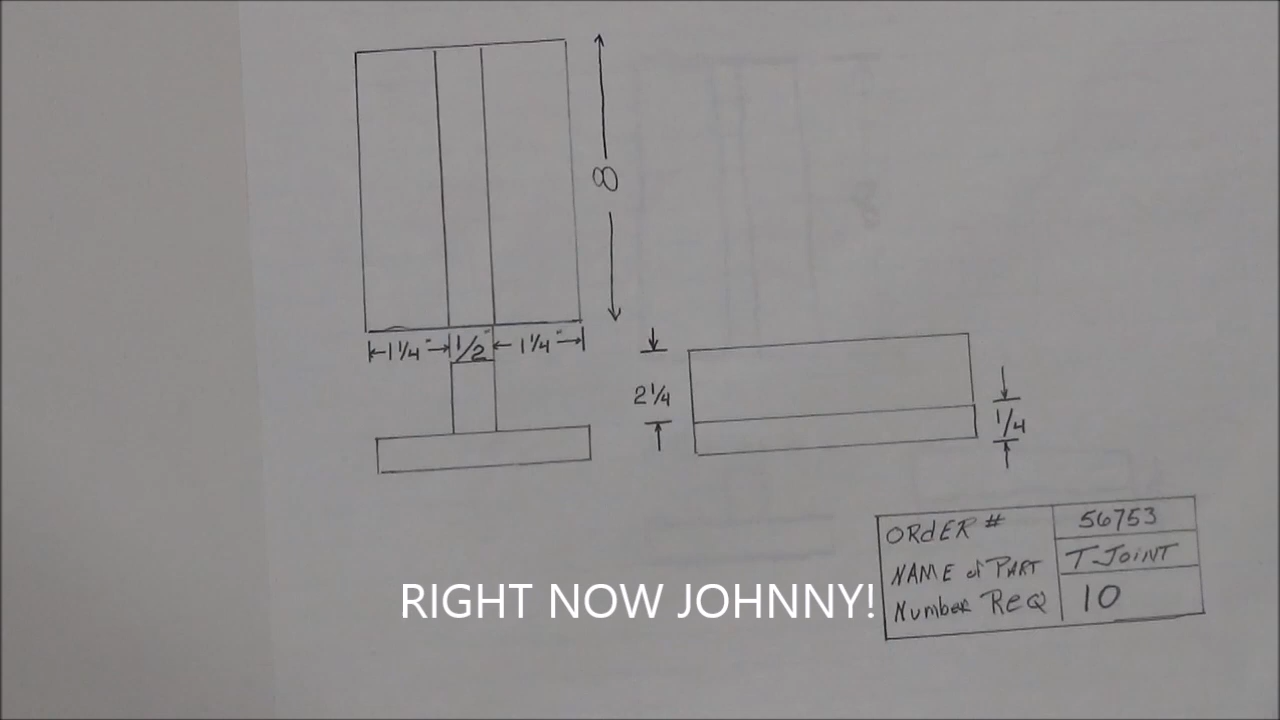 8
1 1/4" 1/2" 1 1/4"
2 1/4
1/4
ORdER # 56753
NAME of PART T-JOiNT
Number ReQ 10
RIGHT NOW JOHNNY!